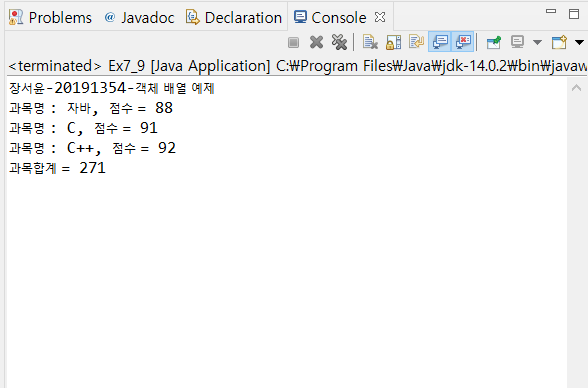 Problems @ Javadoc Declaration Console
<terminated> Ex7_9 [Java Application] C:₩Program Files₩Java₩jdk-14.0.2₩bin₩javaw
장서윤-20191354-객체 배열 예제
과목명 : 자바, 점수 = 88
과목명 : C, 점수 = 91
과목명 : C++, 점수 = 92
과목합계 = 271